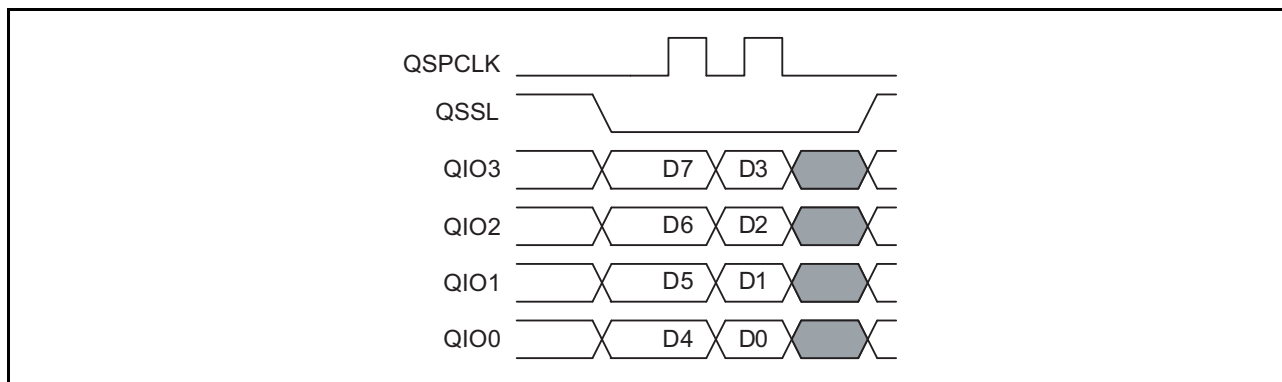 QSPCLK
QSSL
QIO3 D7 D3
QIO2 D6 D2
QIO1 D5 D1
QIO0 D4 D0